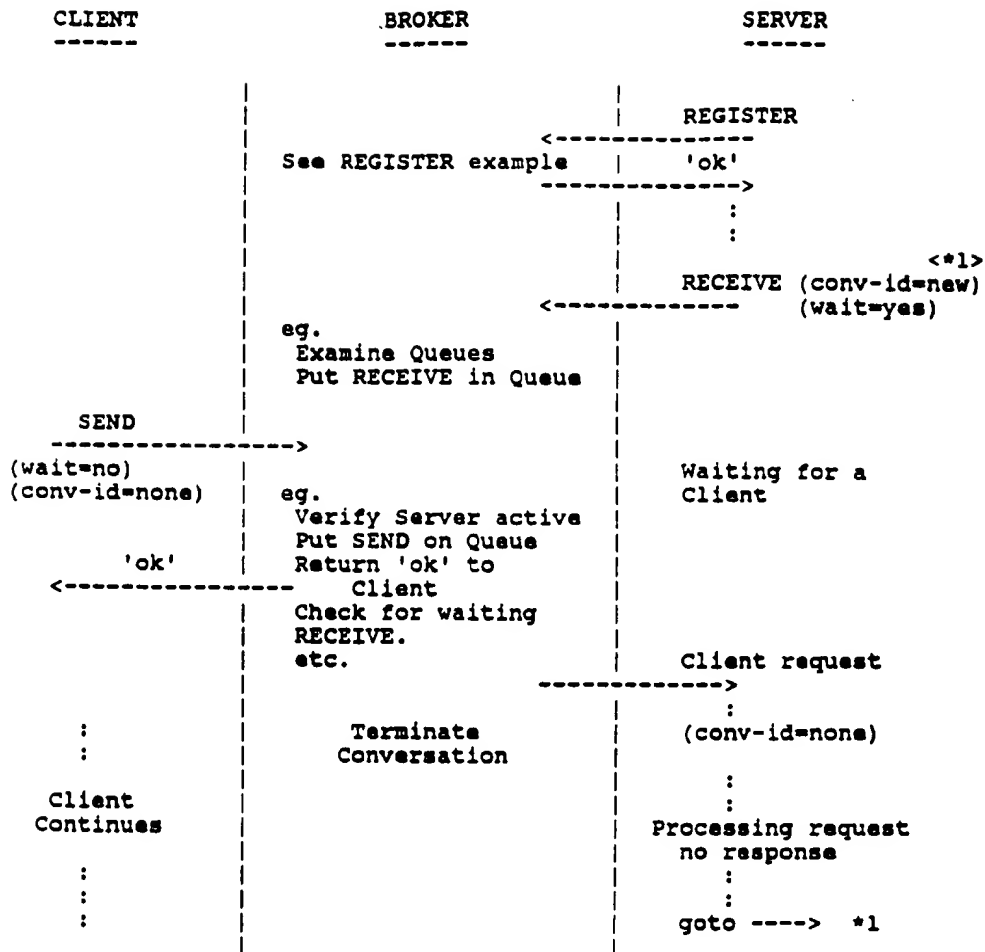 CLIENT BROKER SERVER
------ ------ ------
REGISTER
<--------------
See REGISTER example 'ok'
-------------->
:
:
<*1>
RECEIVE (conv-id=new)
<-------------- (wait=yes)
eg.
Examine Queues
Put RECEIVE in Queue
SEND
------------------>
(wait=no) Waiting for a
(conv-id=none) eg. Client
Verify Server active
Put SEND on Queue
'ok' Return 'ok' to
<----------------- Client
Check for waiting
RECEIVE.
etc. Client request
-------------->
:
: Terminate (conv-id=none)
: Conversation
:
Client :
Continues Processing request
no response
: :
: :
: goto ----> *1